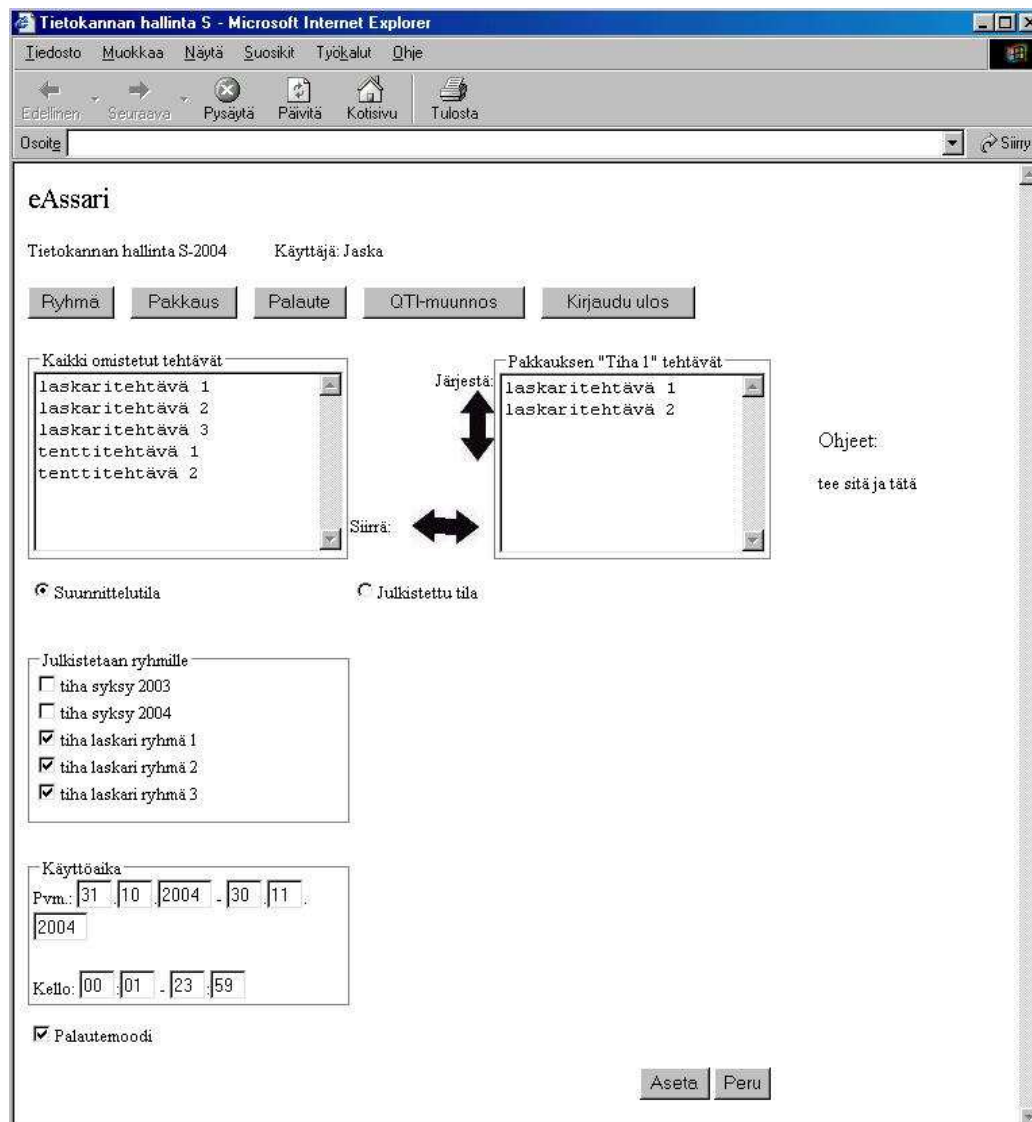 Tietokannan hallinta S - Microsoft Internet Explorer
Tiedosto Muokkaa Näytä Suosikit Työkalut Ohje
Edellinen Seuraava Pysäytä Päivitä Kotisivu Tulosta
Osoite Siirry
eAssari
Tietokannan hallinta S-2004 Käyttäjä: Jaska
Ryhmä Pakkaus Palaute QTI-muunnos Kirjaudu ulos
Kaikki omistetut tehtävät
laskaritehtävä 1
laskaritehtävä 2
laskaritehtävä 3
tenttitehtävä 1
tenttitehtävä 2
Järjestä:
Siirrä:
Pakkauksen "Tiha 1" tehtävät
laskaritehtävä 1
laskaritehtävä 2
Ohjeet:
tee sitä ja tätä
Suunnittelutila Julkistettu tila
Julkistetaan ryhmille
tiha syksy 2003
tiha syksy 2004
tiha laskari ryhmä 1
tiha laskari ryhmä 2
tiha laskari ryhmä 3
Käyttöaika
Pvm.: 31 .10 .2004 - 30 .11 .
2004
Kello: 00 :01 - 23 :59
Palautemoodi
Aseta Peru